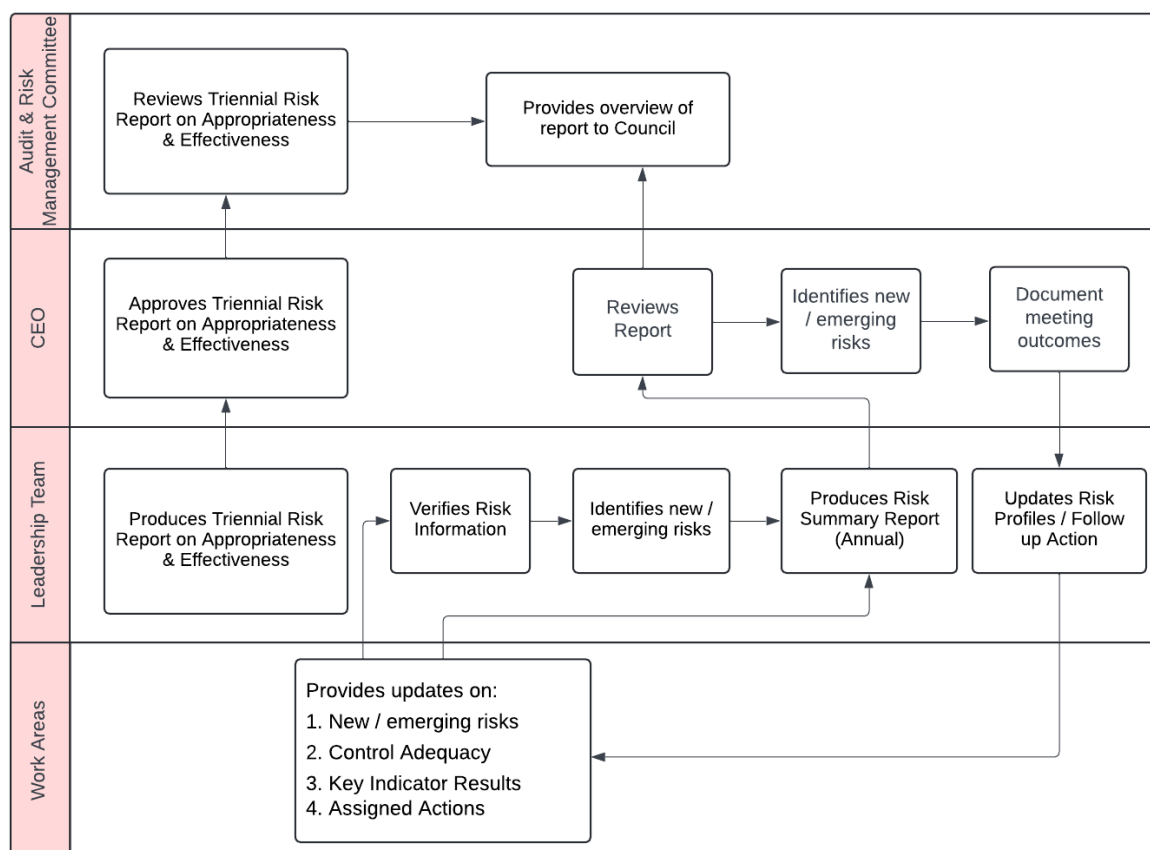 Audit & Risk
Management Committee
Reviews Triennial Risk
Report on Appropriateness
& Effectiveness
Provides overview of
report to Council
CEO
Approves Triennial Risk
Report on Appropriateness
& Effectiveness
Reviews
Report
Identifies new
/ emerging
risks
Document
meeting
outcomes
Leadership Team
Produces Triennial Risk
Report on Appropriateness
& Effectiveness
Verifies Risk
Information
Identifies new /
emerging risks
Produces Risk
Summary Report
(Annual)
Updates Risk
Profiles / Follow
up Action
Work Areas
Provides updates on:
1. New / emerging risks
2. Control Adequacy
3. Key Indicator Results
4. Assigned Actions